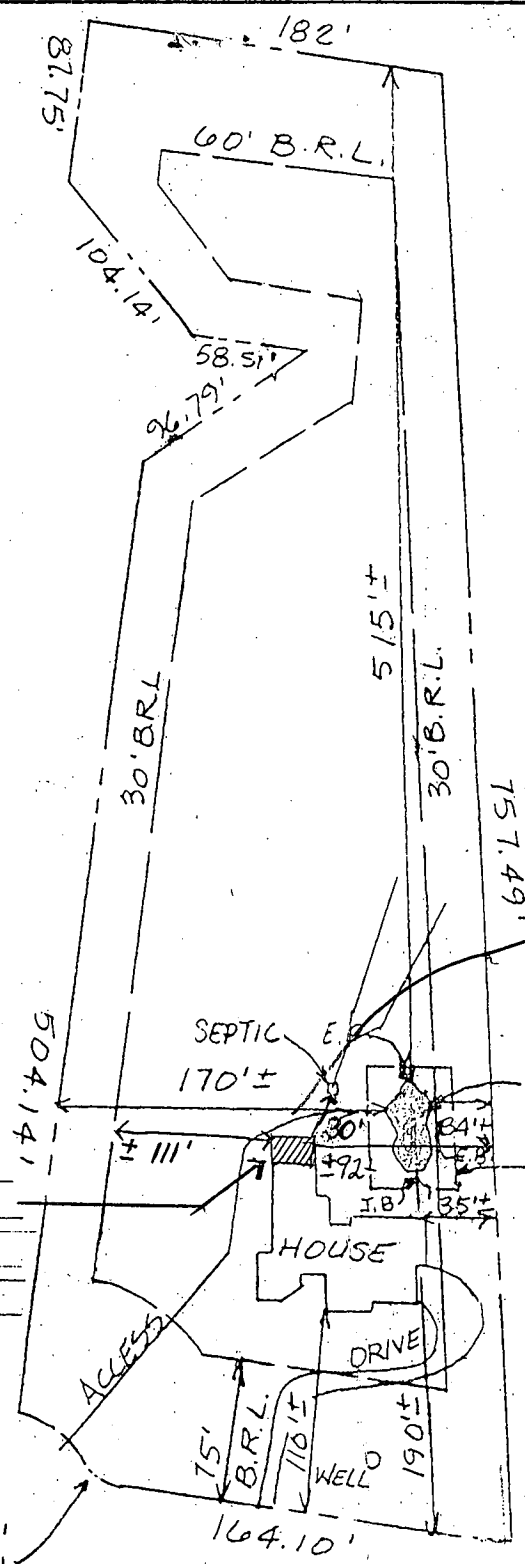 182'
87.75'
60' B.R.L.
104.14'
58.51'
96.79'
515'±
30' BRL
30' B.R.L.
757.49'
SEPTIC
E.
170'±
504.14'
30'
84'±
±111'
±92
E.B.
I.B
35'±
HOUSE
ACCESS
DRIVE
75'
B.R.L.
110'±
WELL
190'±
164.10'